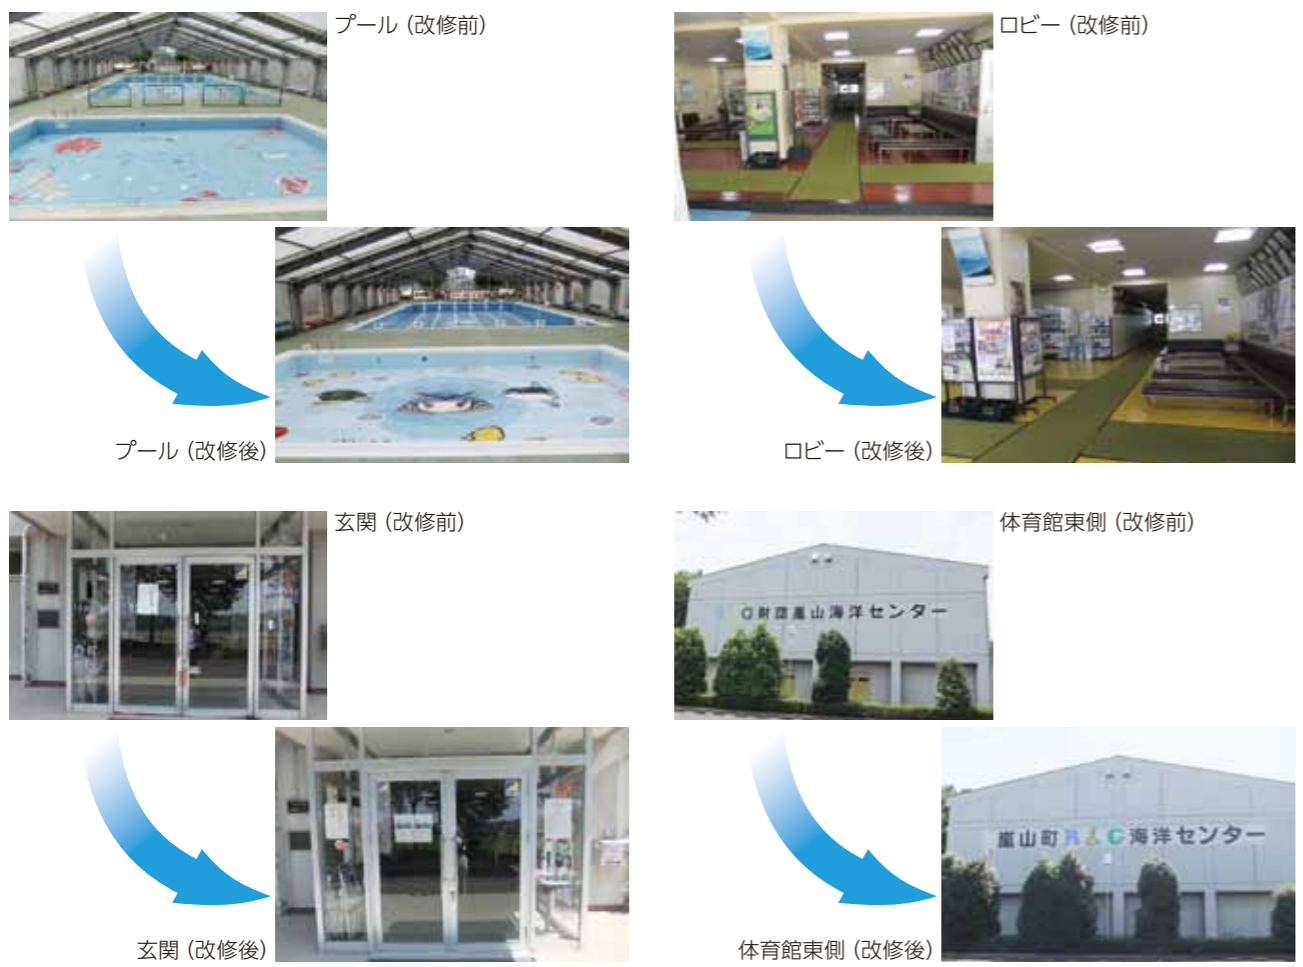 プール（改修前）
プール（改修後）
ロビー（改修前）
ロビー（改修後）
玄関（改修前）
玄関（改修後）
体育館東側（改修前）
G財団嵐山海洋センター
嵐山町B&G海洋センター
体育館東側（改修後）